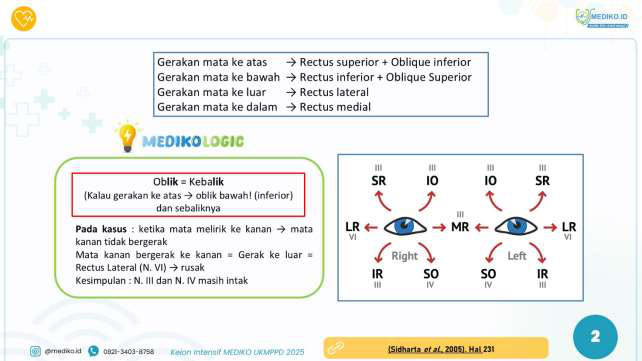 MEDIKO.ID
Gerakan mata ke atas → Rectus superior + Oblique inferior
Gerakan mata ke bawah → Rectus inferior + Oblique Superior
Gerakan mata ke luar → Rectus lateral
Gerakan mata ke dalam → Rectus medial
MEDIKOLOGIC
Oblik = Kebalik
(Kalau gerakan ke atas → oblik bawah! (inferior)
dan sebaliknya
Pada kasus : ketika mata melirik ke kanan → mata
kanan tidak bergerak
Mata kanan bergerak ke kanan = Gerak ke luar =
Rectus Lateral (N. VI) → rusak
Kesimpulan : N. III dan N. IV masih intak
III III III III
SR IO IO SR
III
LR MR LR
VI VI
Right Left
IR SO SO IR
III IV IV III
@mediko.id 0821-3403-8758 Kelon Intensif MEDIKO UKMPPD 2025
(Sidharta et al., 2005). Hal 231
2